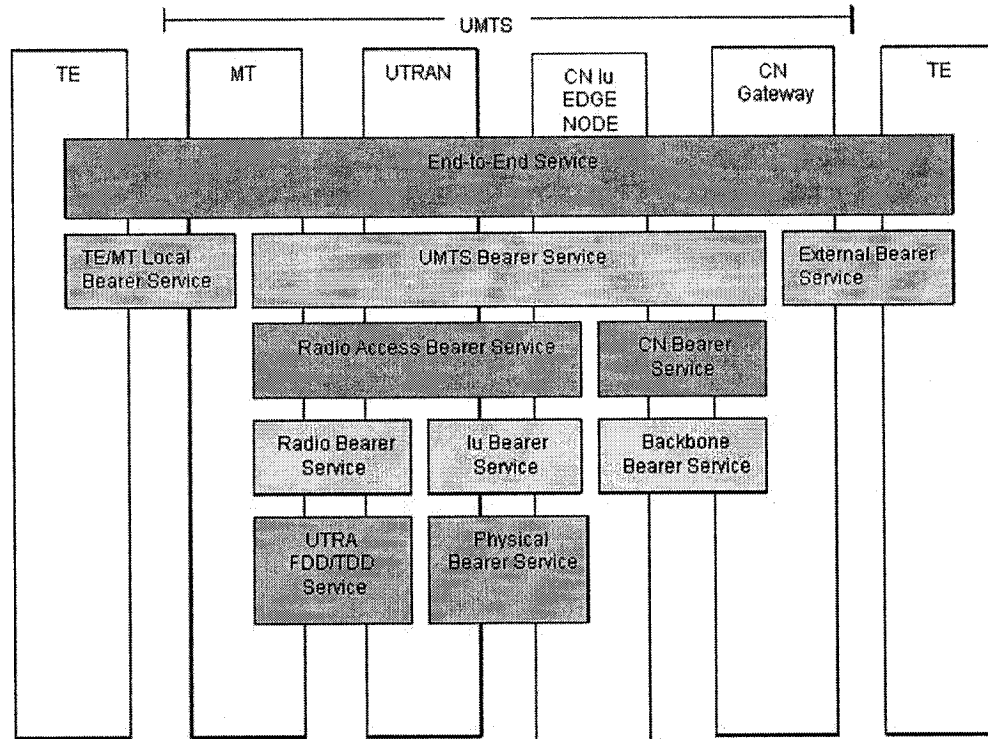 UMTS
TE
MT
UTRAN
CN Iu
EDGE
NODE
CN
Gateway
TE
End-to-End Service
TE/MT Local
Bearer Service
UMTS Bearer Service
External Bearer
Service
Radio Access Bearer Service
CN Bearer
Service
Radio Bearer
Service
Iu Bearer
Service
Backbone
Bearer Service
UTRA
FDD/TDD
Service
Physical
Bearer Service